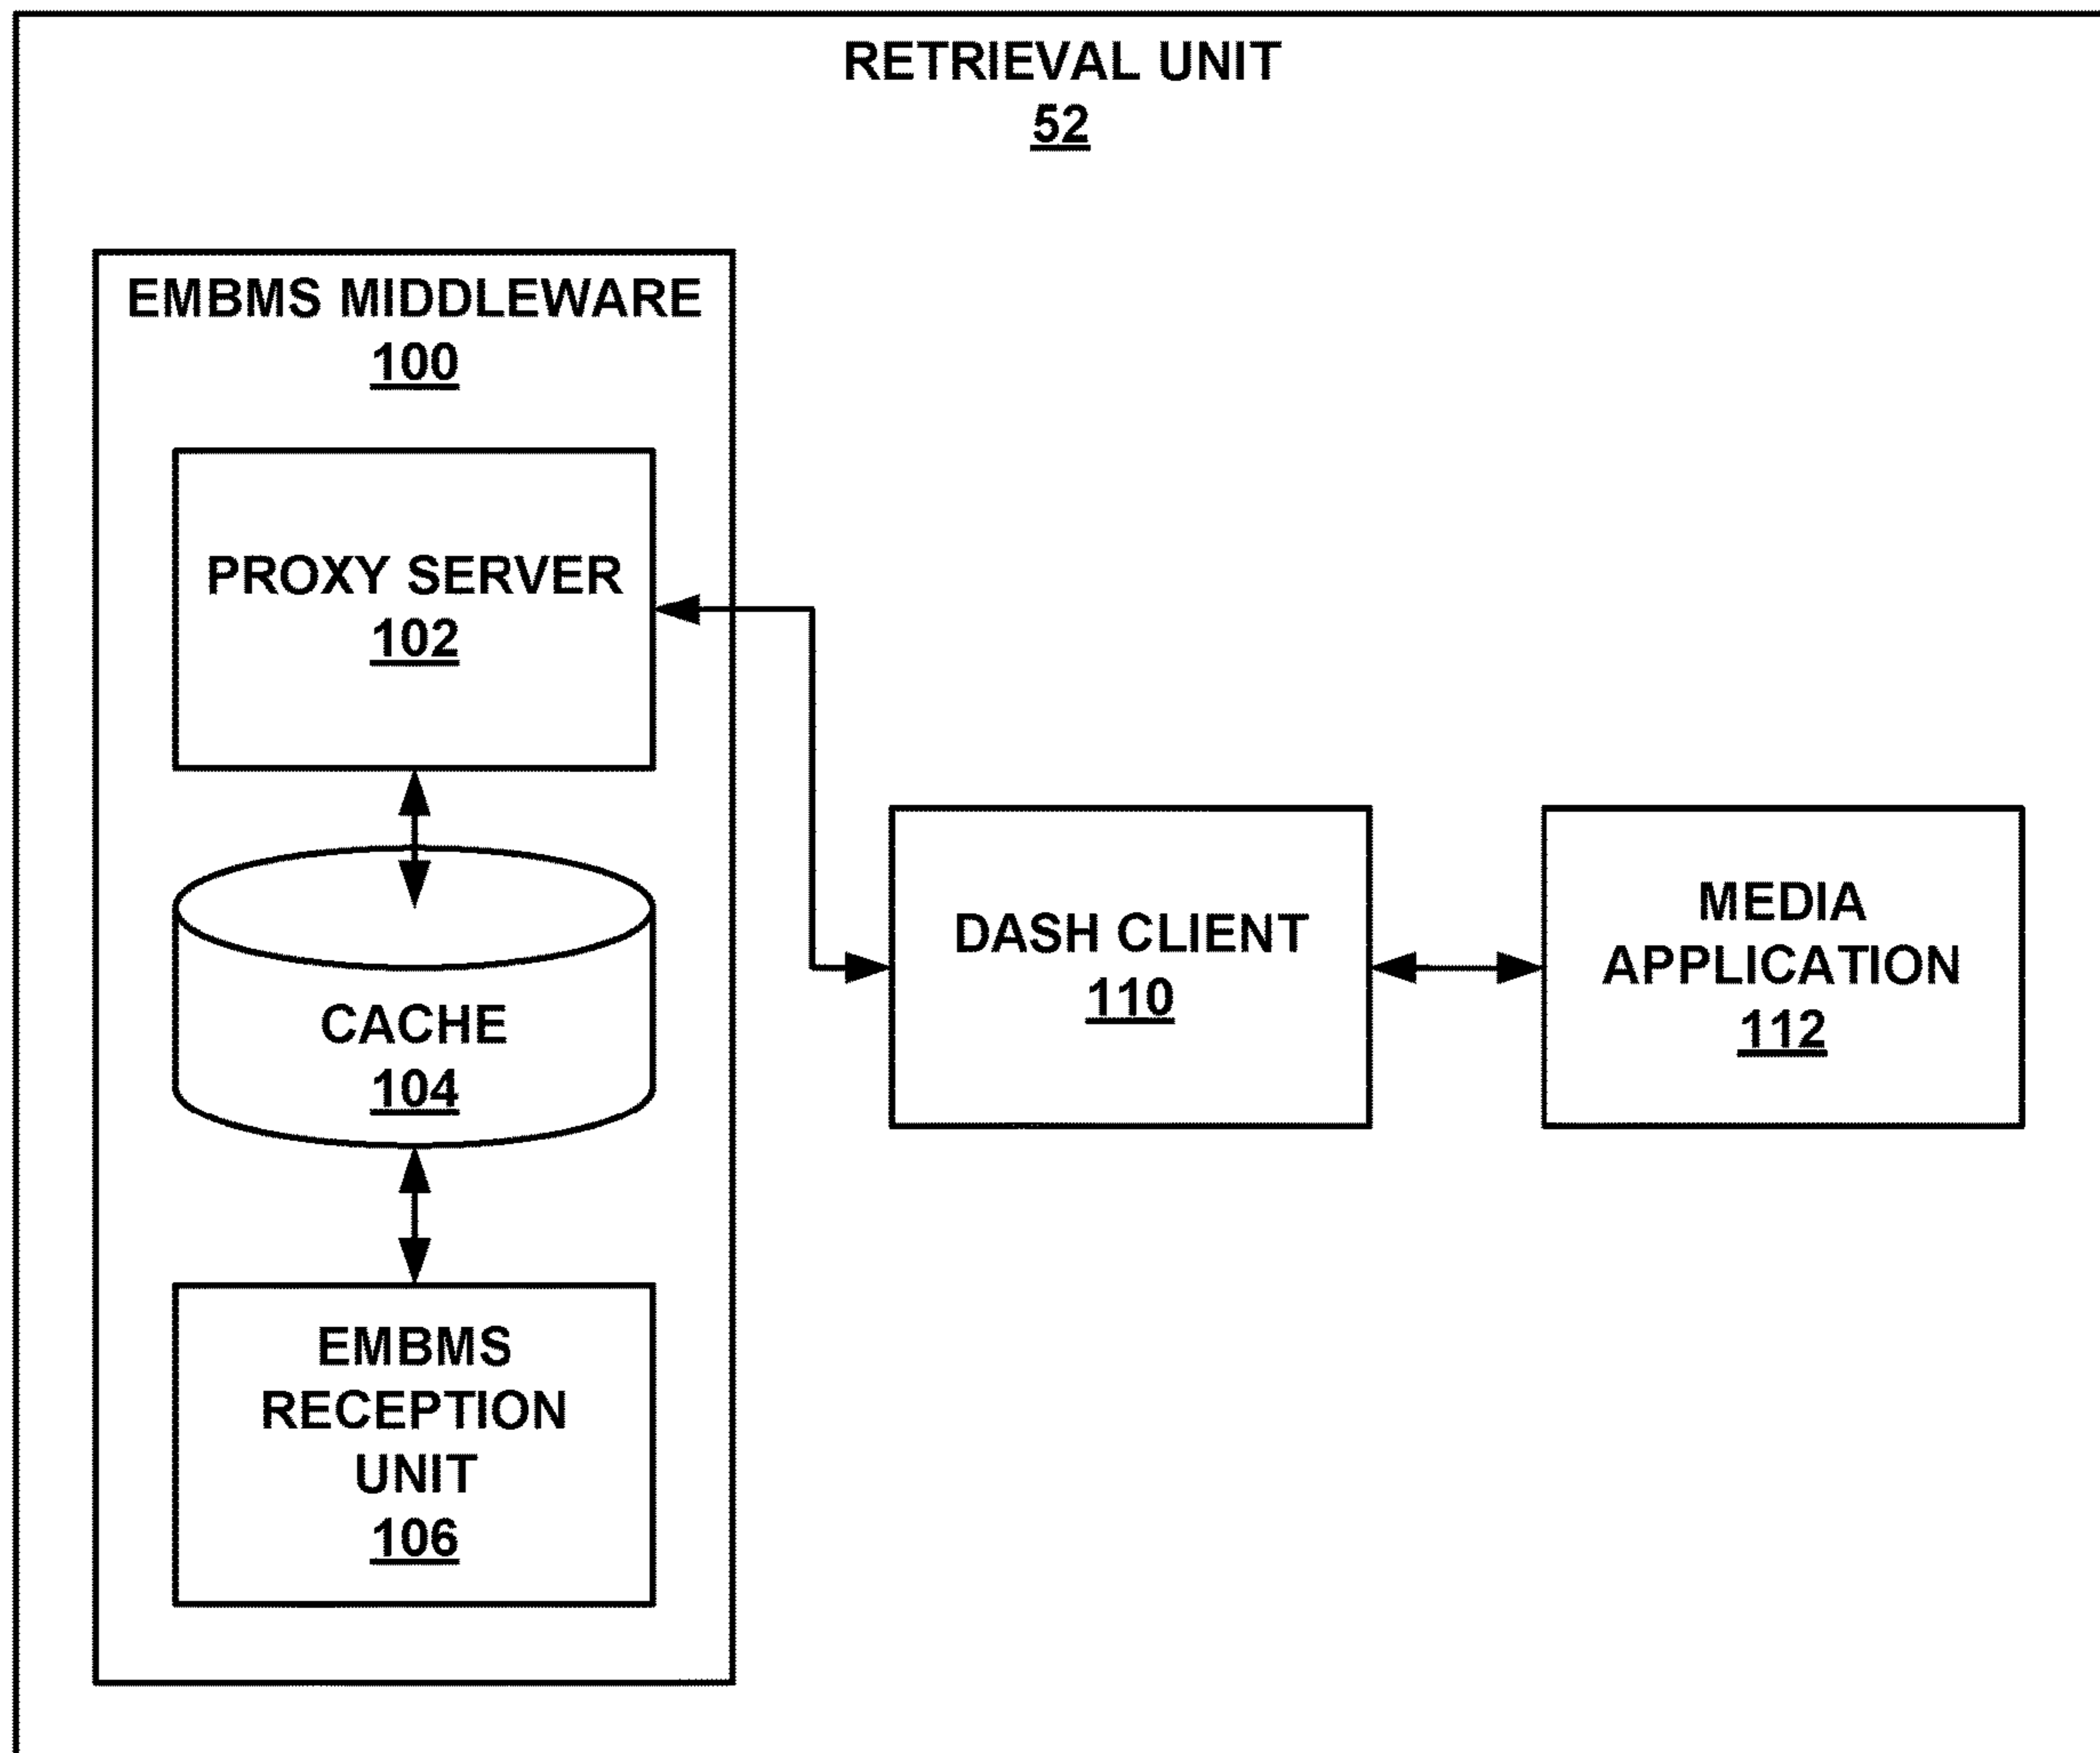 RETRIEVAL UNIT
52
EMBMS MIDDLEWARE
100
PROXY SERVER
102
CACHE
104
EMBMS
RECEPTION
UNIT
106
DASH CLIENT
110
MEDIA
APPLICATION
112